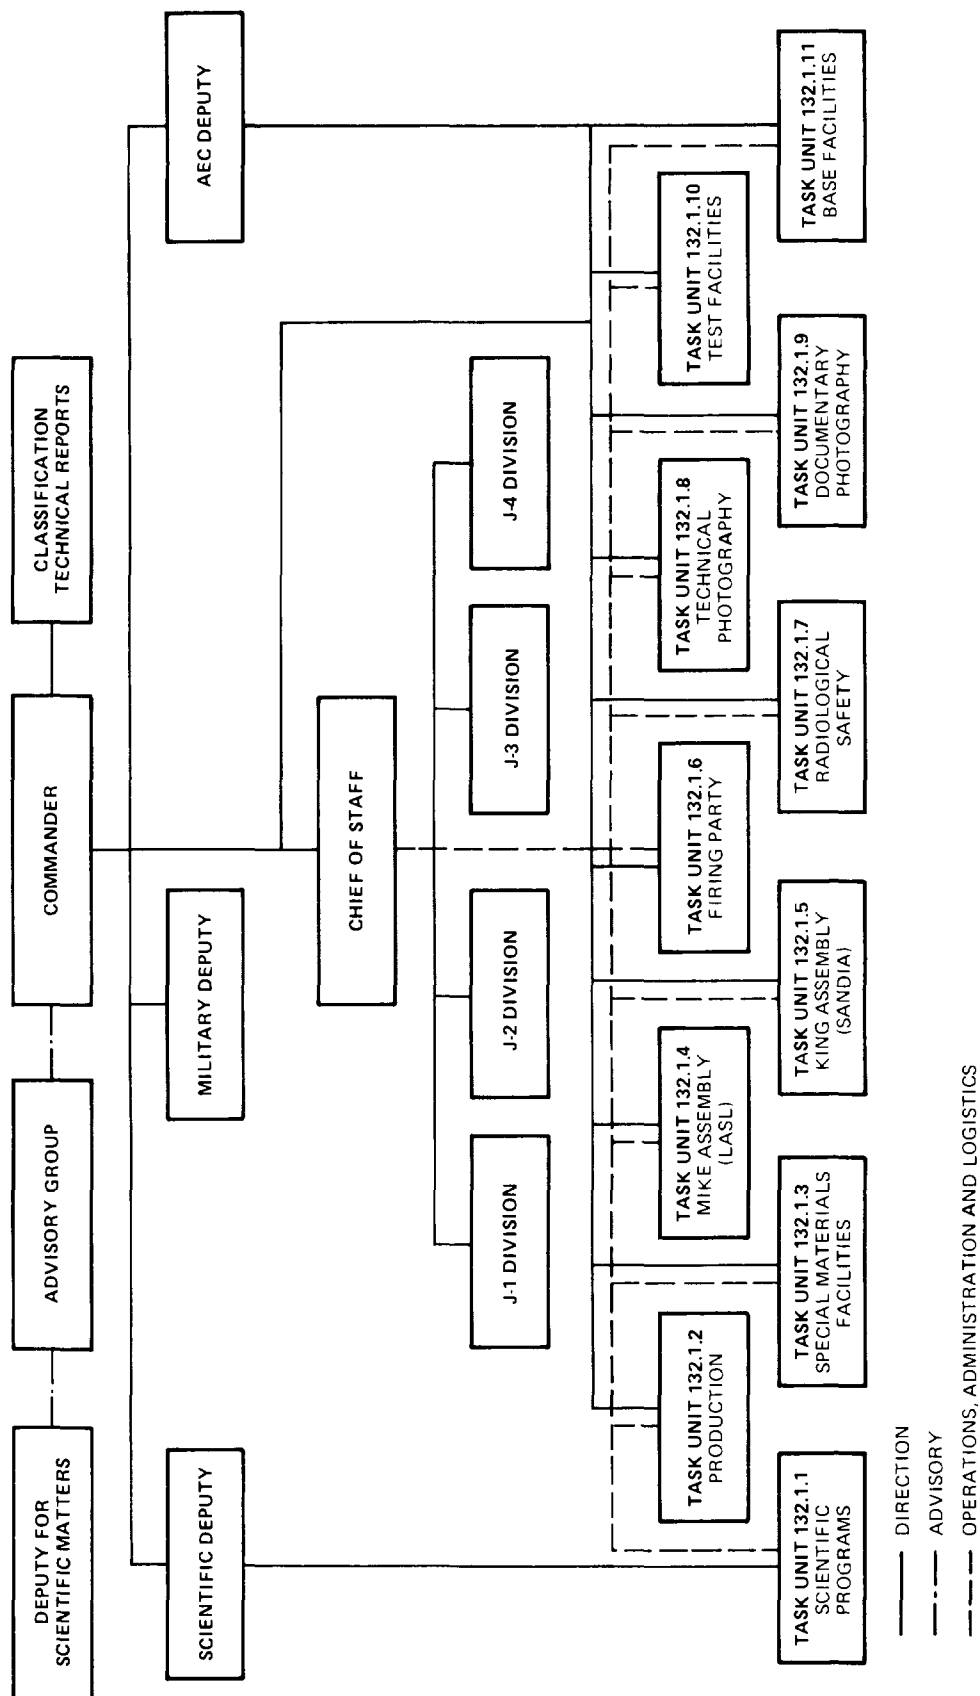 DEPUTY FOR
SCIENTIFIC MATTERS
ADVISORY GROUP
COMMANDER
CLASSIFICATION
TECHNICAL REPORTS
SCIENTIFIC DEPUTY
MILITARY DEPUTY
AEC DEPUTY
CHIEF OF STAFF
J-1 DIVISION
J-2 DIVISION
J-3 DIVISION
J-4 DIVISION
TASK UNIT 132.1.2
PRODUCTION
TASK UNIT 132.1.4
MIKE ASSEMBLY
(LASL)
TASK UNIT 132.1.6
FIRING PARTY
TASK UNIT 132.1.8
TECHNICAL
PHOTOGRAPHY
TASK UNIT 132.1.10
TEST FACILITIES
TASK UNIT 132.1.1
SCIENTIFIC
PROGRAMS
TASK UNIT 132.1.3
SPECIAL MATERIALS
FACILITIES
TASK UNIT 132.1.5
KING ASSEMBLY
(SANDIA)
TASK UNIT 132.1.7
RADIOLOGICAL
SAFETY
TASK UNIT 132.1.9
DOCUMENTARY
PHOTOGRAPHY
TASK UNIT 132.1.11
BASE FACILITIES
DIRECTION
ADVISORY
OPERATIONS, ADMINISTRATION AND LOGISTICS